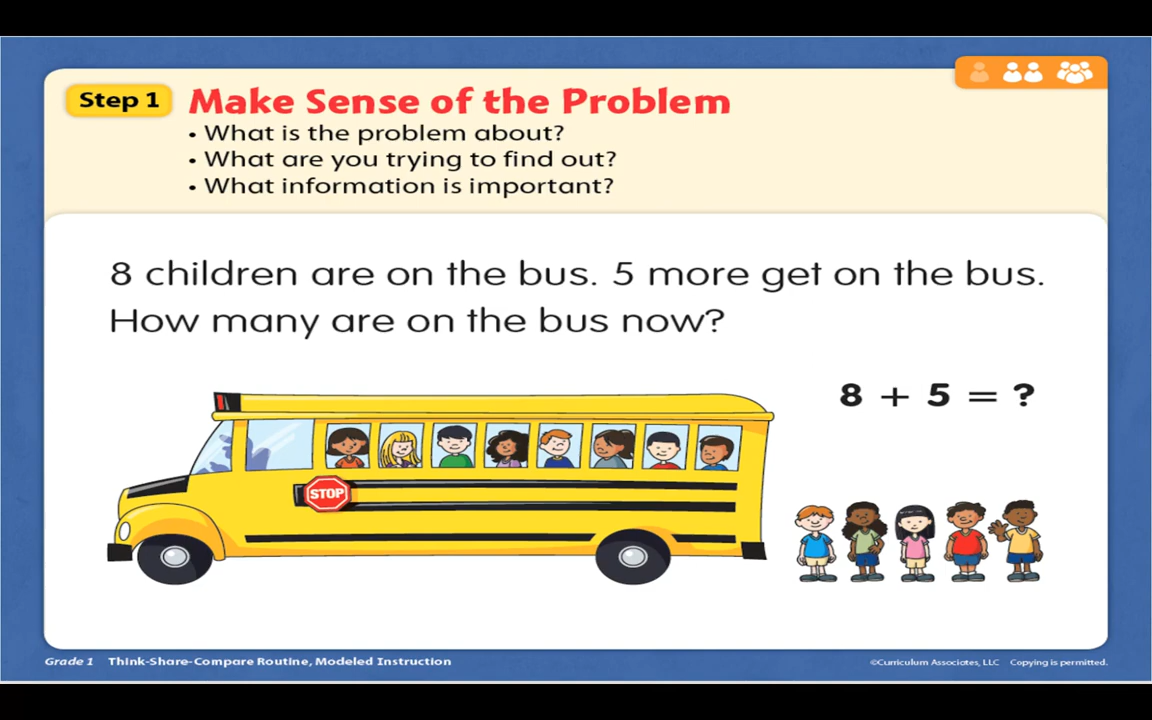 Step 1
Make Sense of the Problem
• What is the problem about?
• What are you trying to find out?
• What information is important?
8 children are on the bus. 5 more get on the bus.
How many are on the bus now?
8 + 5 = ?
STOP
Grade 1 Think-Share-Compare Routine, Modeled Instruction
©Curriculum Associates, LLC Copying is permitted.